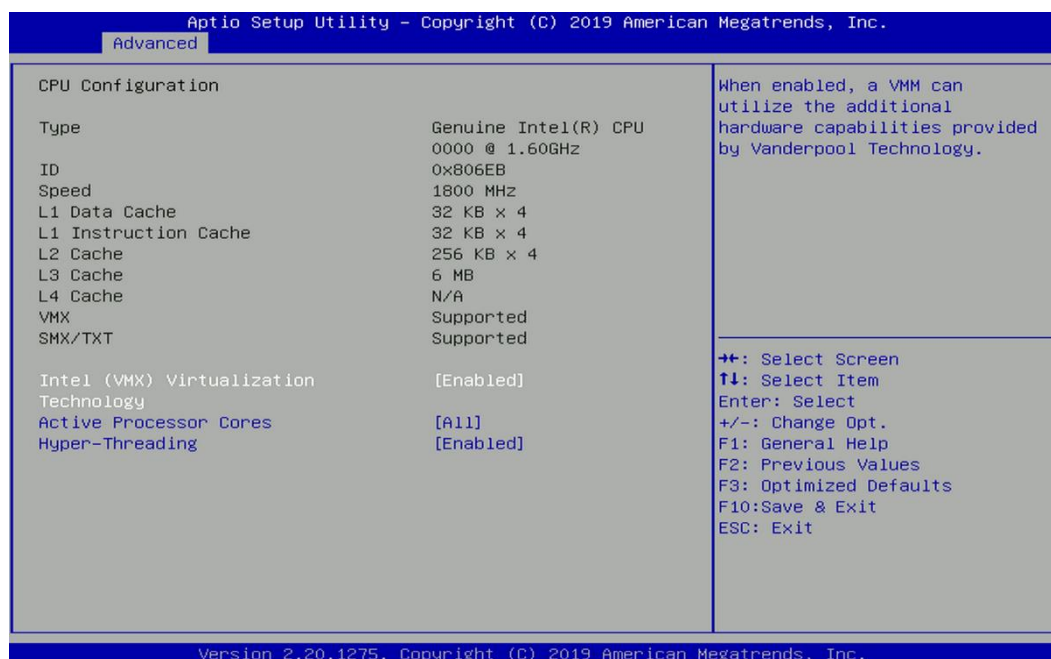 Aptio Setup Utility – Copyright (C) 2019 American Megatrends, Inc.
Advanced
CPU Configuration
Type Genuine Intel(R) CPU
0000 @ 1.60GHz
ID 0x806EB
Speed 1800 MHz
L1 Data Cache 32 KB x 4
L1 Instruction Cache 32 KB x 4
L2 Cache 256 KB x 4
L3 Cache 6 MB
L4 Cache N/A
VMX Supported
SMX/TXT Supported
Intel (VMX) Virtualization [Enabled]
Technology
Active Processor Cores [All]
Hyper-Threading [Enabled]
When enabled, a VMM can
utilize the additional
hardware capabilities provided
by Vanderpool Technology.
→←: Select Screen
↑↓: Select Item
Enter: Select
+/-: Change Opt.
F1: General Help
F2: Previous Values
F3: Optimized Defaults
F10:Save & Exit
ESC: Exit
Version 2.20.1275. Copyright (C) 2019 American Megatrends, Inc.